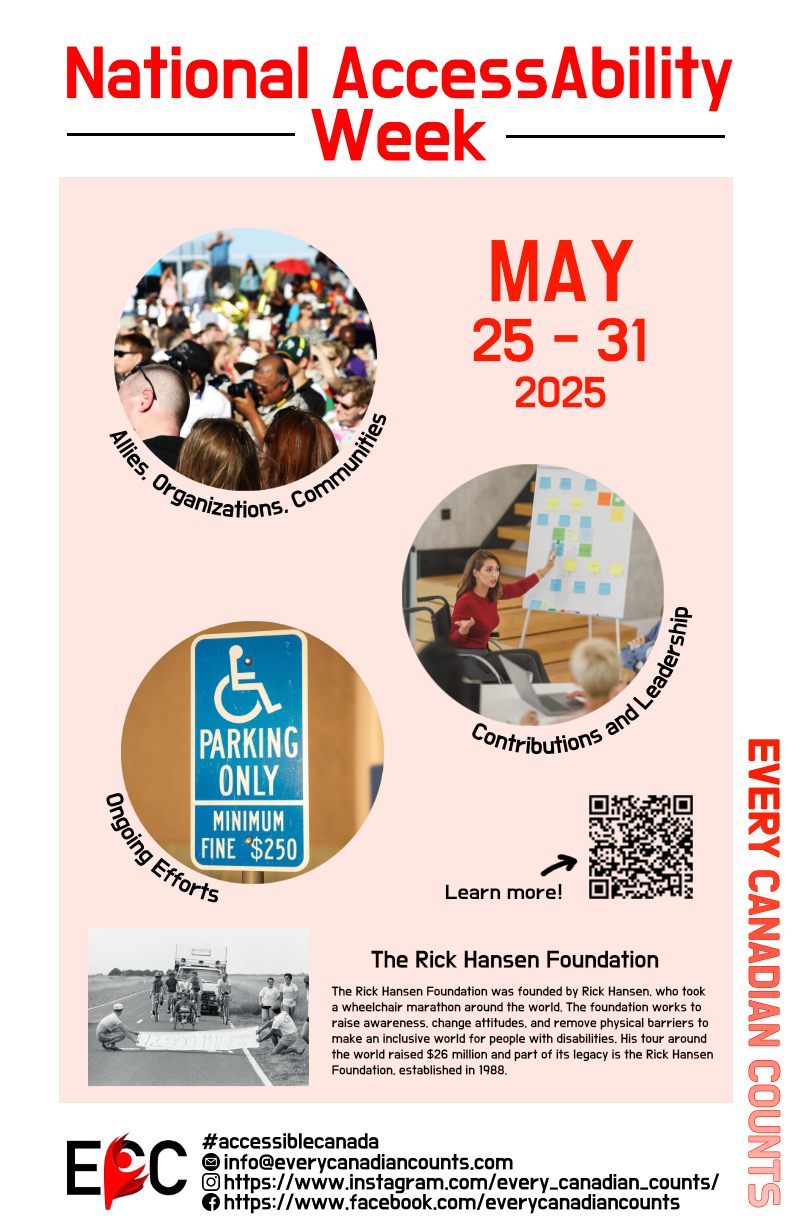 National AccessAbility
Week
MAY
25 - 31
2025
Allies, Organizations, Communities
Contributions and Leadership
PARKING
ONLY
MINIMUM
FINE $250
Ongoing Efforts
Learn more!
The Rick Hansen Foundation
The Rick Hansen Foundation was founded by Rick Hansen, who took
a wheelchair marathon around the world. The foundation works to
raise awareness, change attitudes, and remove physical barriers to
make an inclusive world for people with disabilities. His tour around
the world raised $26 million and part of its legacy is the Rick Hansen
Foundation, established in 1988.
EVERY CANADIAN COUNTS
ECC
#accessiblecanada
info@everycanadiancounts.com
https://www.instagram.com/every_canadian_counts/
https://www.facebook.com/everycanadiancounts